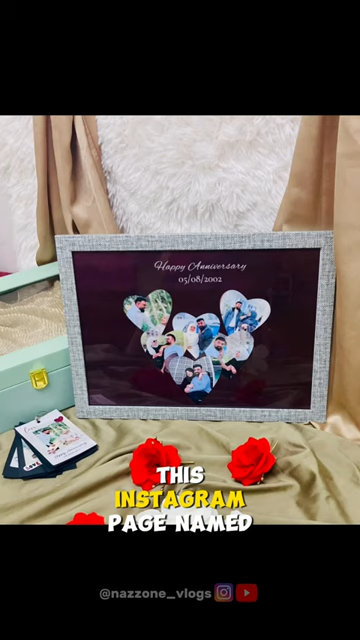 Happy Anniversary
05/08/2002
THIS
INSTAGRAM
PAGE NAMED
@nazzone_vlogs